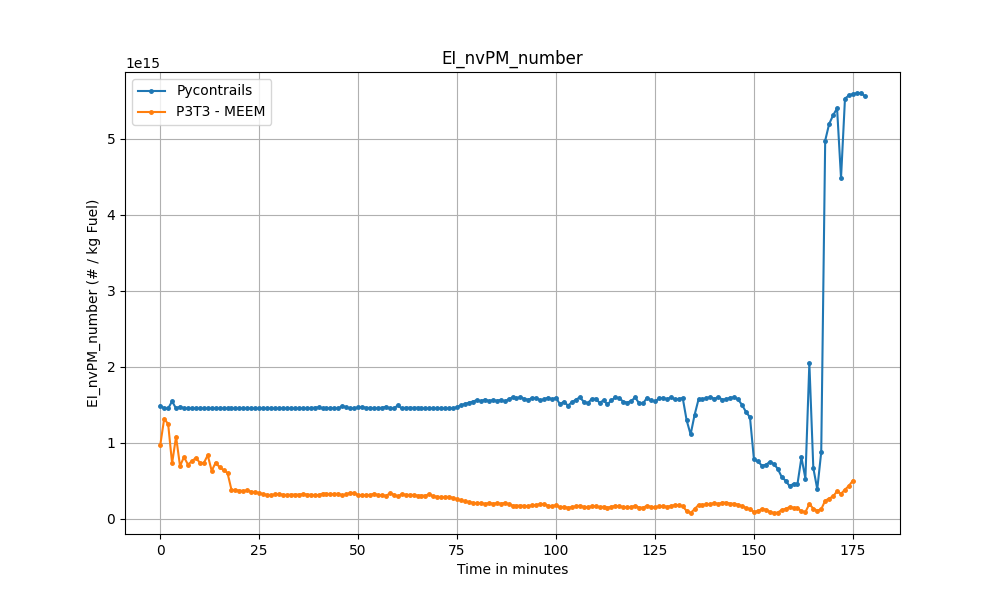 EI_nvPM_number
1e15
Pycontrails
P3T3 - MEEM
EI_nvPM_number (# / kg Fuel)
5
4
3
2
1
0
0 25 50 75 100 125 150 175
Time in minutes